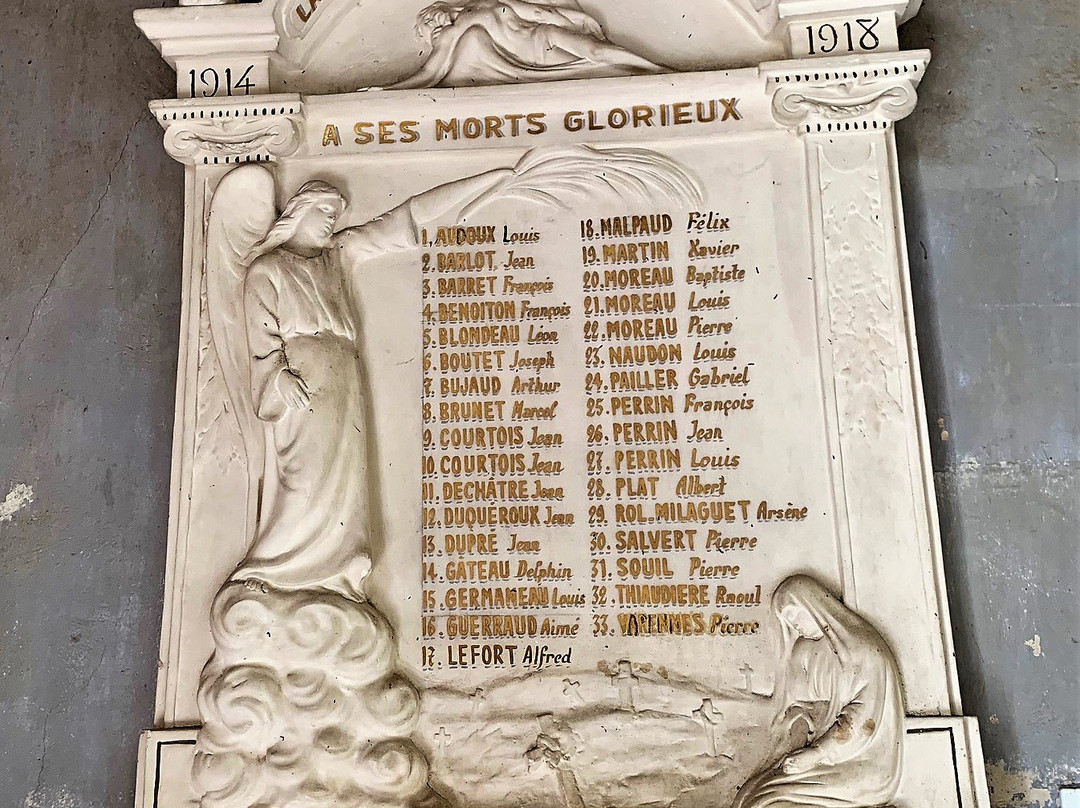 1914
1918
A SES MORTS GLORIEUX
1. AUDOUX Louis
2. BARLOT. Jean
3. BARRET François
4. BENOITON François
5. BLONDEAU Léon
6. BOUTET Joseph
7. BUJAUD Arthur
8. BRUNET Marcel
9. COURTOIS Jean
10. COURTOIS Jean
11. DECHÂTRE Jean
12. DUQUÉROUX Jean
13. DUPRÉ Jean
14. GÂTEAU Delphin
15. GERMANEAU Louis
16. GUERRAUD Aimé
17. LEFORT Alfred
18. MALPAUD Félix
19. MARTIN Xavier
20. MOREAU Baptiste
21. MOREAU Louis
22. MOREAU Pierre
23. NAUDON Louis
24. PAILLER Gabriel
25. PERRIN François
26. PERRIN Jean
27. PERRIN Louis
28. PLAT Albert
29. ROL.MILAGUET Arsène
30. SALVERT Pierre
31. SOUIL Pierre
32. THIAUDIERE Raoul
33. VARENNES Pierre